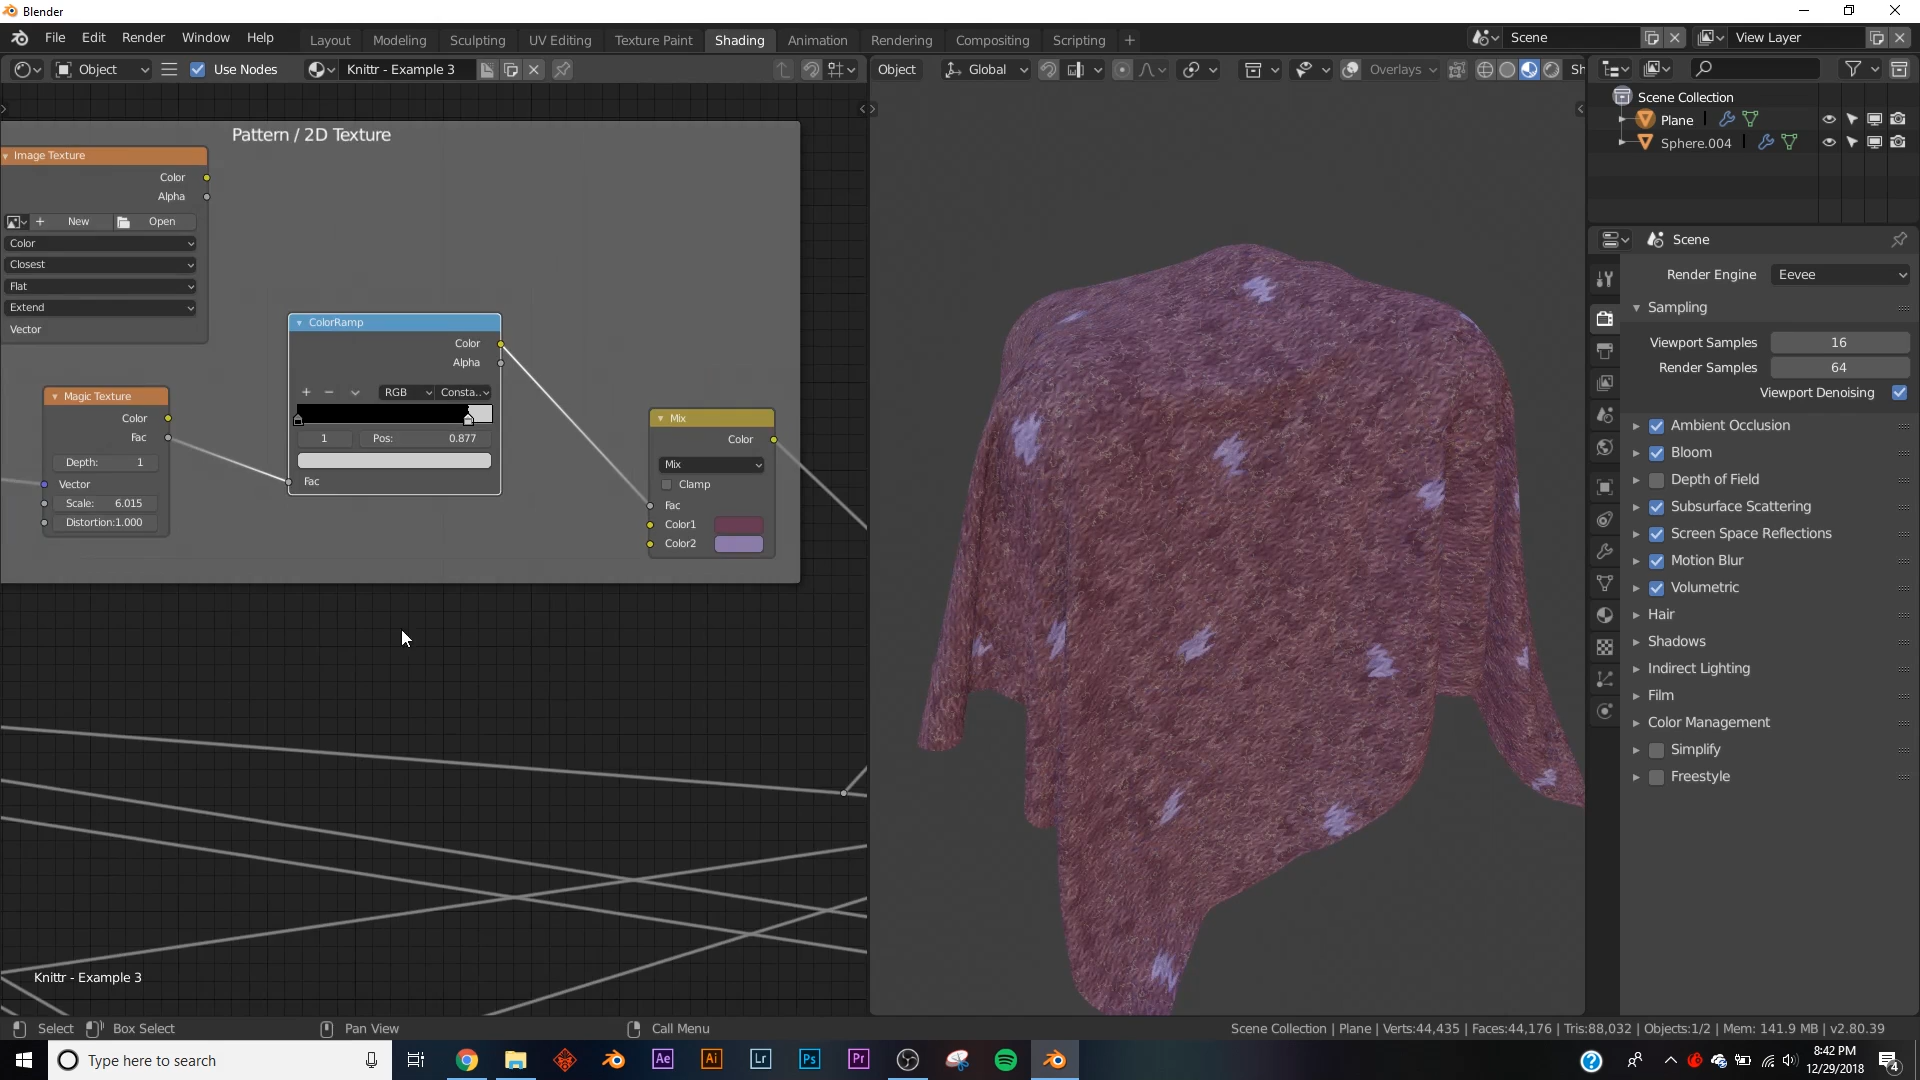 Blender
File Edit Render Window Help Layout Modeling Sculpting UV Editing Texture Paint Shading Animation Rendering Compositing Scripting Scene View Layer
Object Use Nodes Knittr - Example 3 Object Global Overlays Sh
Scene Collection
Plane
Sphere.004
Pattern / 2D Texture
Image Texture
Color
Alpha
New Open
Color
Closest
Flat
Extend
Vector
ColorRamp
Color
Alpha
RGB Consta..
1 Pos: 0.877
Fac
Magic Texture
Color
Fac
Depth: 1
Vector
Scale: 6.015
Distortion:1.000
Mix
Color
Mix
Clamp
Fac
Color1
Color2
Knittr - Example 3
Scene
Render Engine Eevee
Sampling
Viewport Samples 16
Render Samples 64
Viewport Denoising
Ambient Occlusion
Bloom
Depth of Field
Subsurface Scattering
Screen Space Reflections
Motion Blur
Volumetric
Hair
Shadows
Indirect Lighting
Film
Color Management
Simplify
Freestyle
Select Box Select Pan View Call Menu Scene Collection | Plane | Verts:44,435 | Faces:44,176 | Tris:88,032 | Objects:1/2 | Mem: 141.9 MB | v2.80.39
Type here to search Ae Ai Lr Ps Pr
8:42 PM
12/29/2018
4